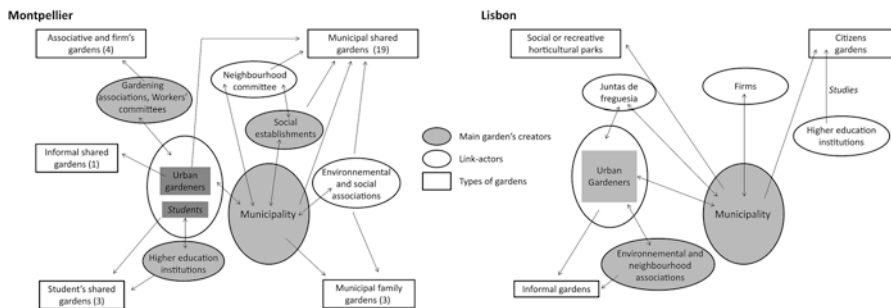 Montpellier
Associative and firm's
gardens (4)
Municipal shared
gardens (19)
Neighbourhood
committee
Gardening
associations, Workers'
committees
Social
establishments
Informal shared
gardens (1)
Urban
gardeners
Students
Municipality
Environnemental
and social
associations
Higher education
institutions
Student's shared
gardens (3)
Municipal family
gardens (3)
Main garden's creators
Link-actors
Types of gardens
Lisbon
Social or recreative
horticultural parks
Citizens
gardens
Juntas de
freguesia
Firms
Studies
Higher education
institutions
Urban
Gardeners
Municipality
Environnemental and
neighbourhood
associations
Informal gardens